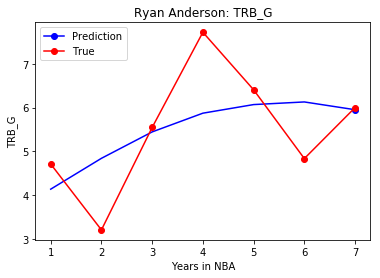 Ryan Anderson: TRB_G
Prediction
True
TRB_G
7
6
5
4
3
1 2 3 4 5 6 7
Years in NBA